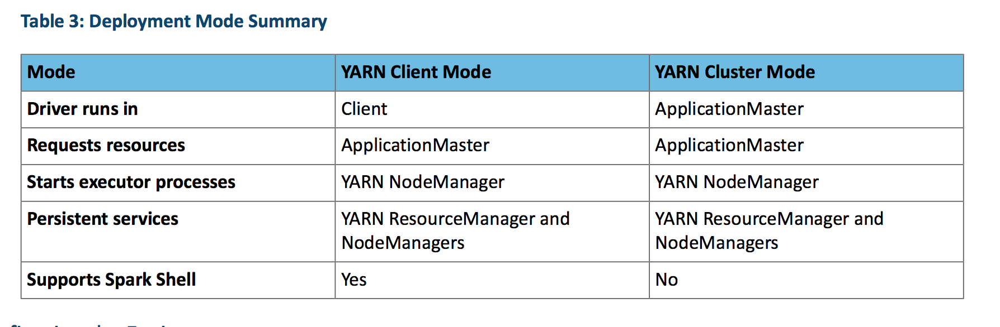 Table 3: Deployment Mode Summary
Mode YARN Client Mode YARN Cluster Mode
Driver runs in Client ApplicationMaster
Requests resources ApplicationMaster ApplicationMaster
Starts executor processes YARN NodeManager YARN NodeManager
Persistent services YARN ResourceManager and YARN ResourceManager and
NodeManagers NodeManagers
Supports Spark Shell Yes No